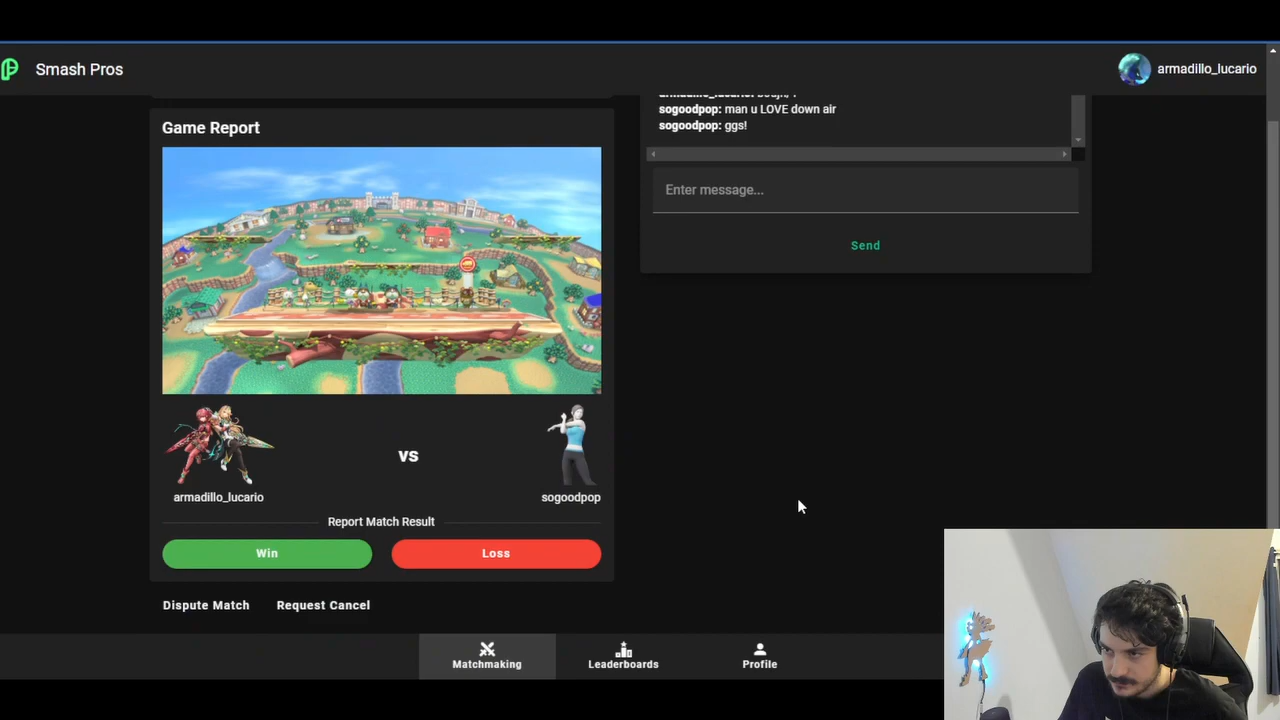 Smash Pros
armadillo_lucario
Game Report
sogoodpop: man u LOVE down air
sogoodpop: ggs!
Enter message...
Send
vs
armadillo_lucario
sogoodpop
Report Match Result
Win
Loss
Dispute Match
Request Cancel
Matchmaking
Leaderboards
Profile